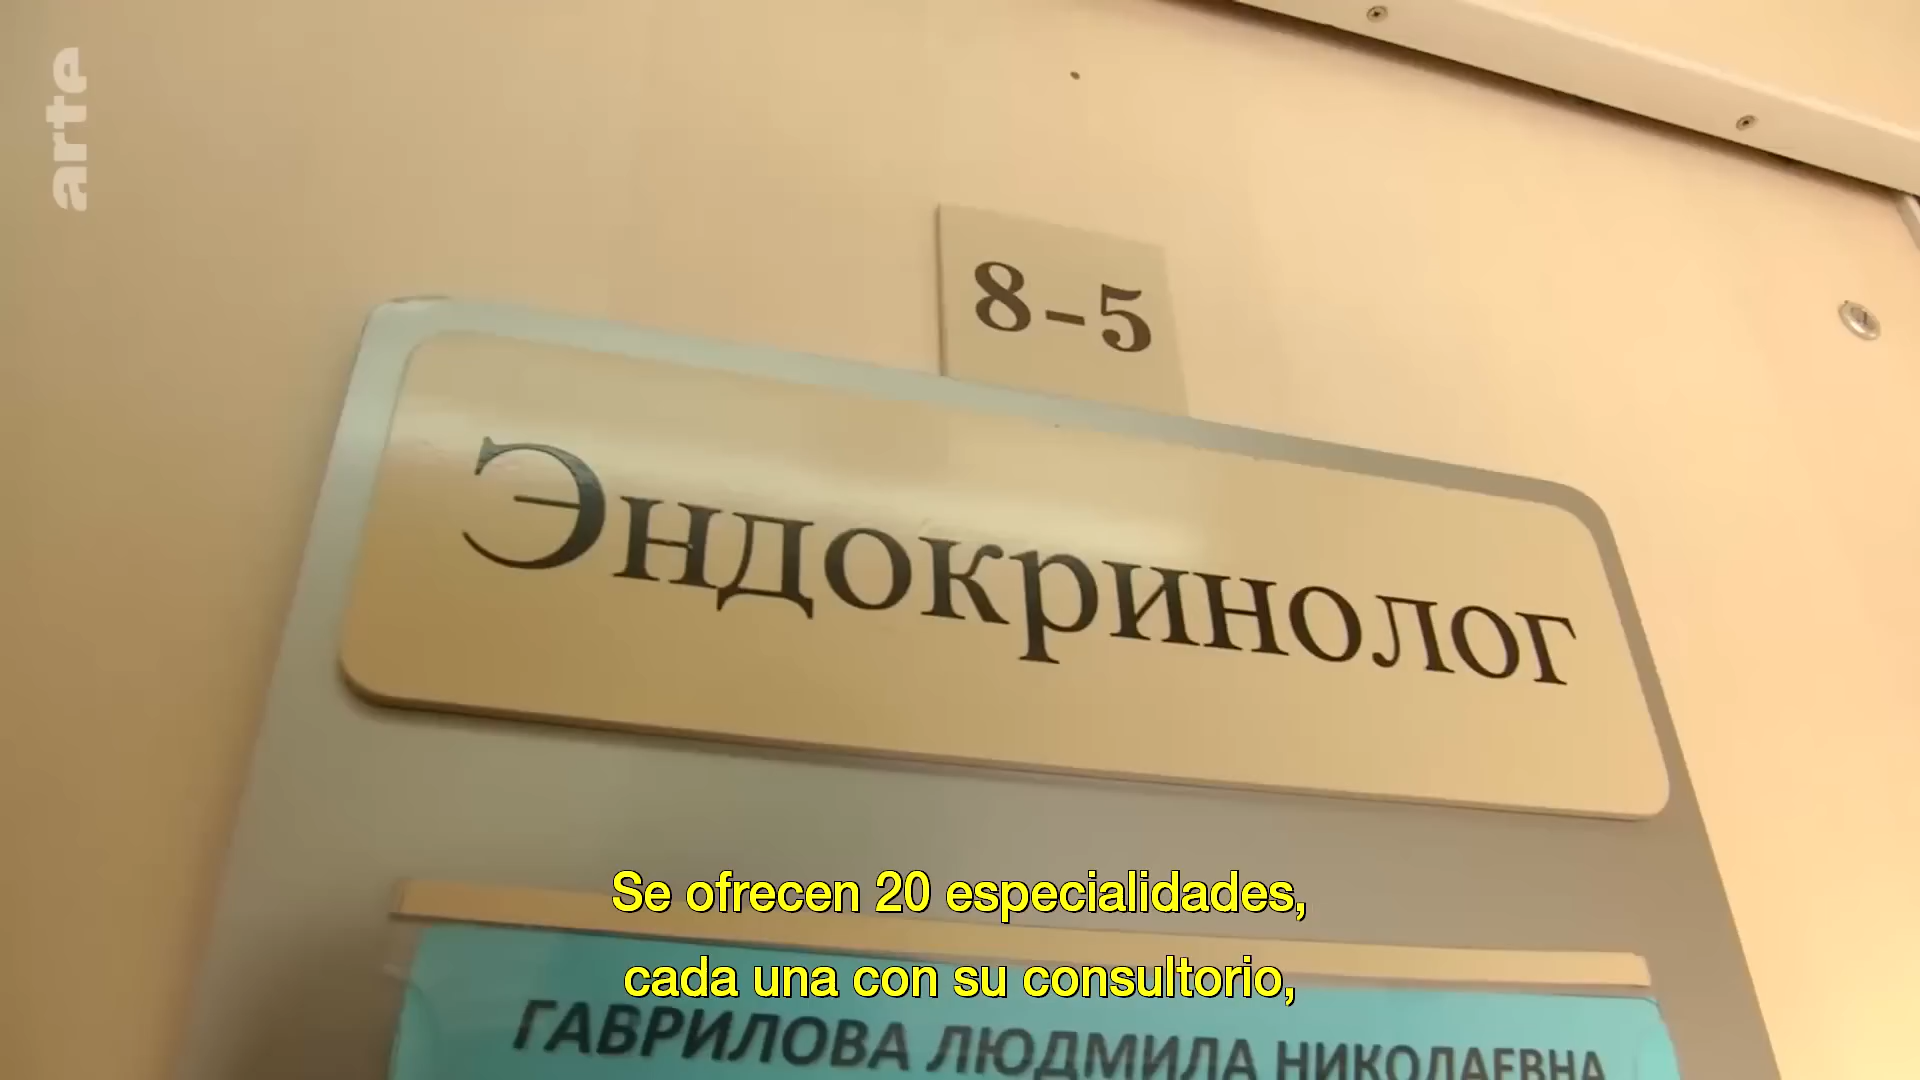 arte
8-5
Эндокринолог
ГАВРИЛОВА ЛЮДМИЛА НИКОЛАЕВНА
Se ofrecen 20 especialidades,
cada una con su consultorio,